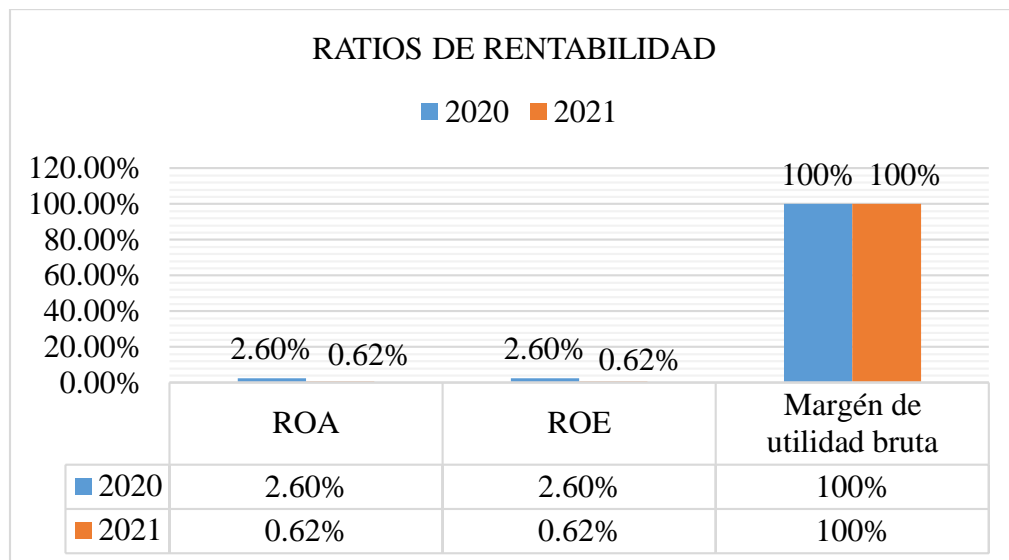 RATIOS DE RENTABILIDAD
2020 2021
120.00%
100.00%
80.00%
60.00%
40.00%
20.00%
0.00%
2.60% 0.62% 2.60% 0.62% 100% 100%
ROA ROE Margén de
utilidad bruta
2020 2.60% 2.60% 100%
2021 0.62% 0.62% 100%